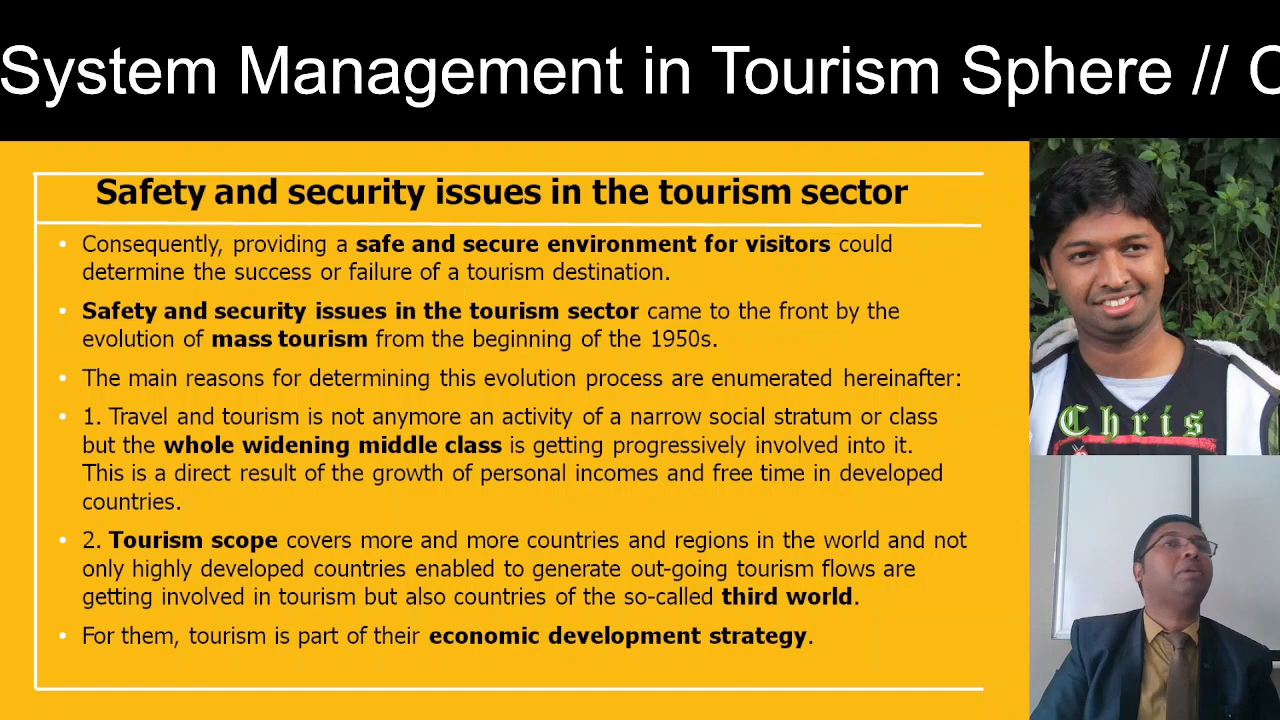 System Management in Tourism Sphere // C
Safety and security issues in the tourism sector
• Consequently, providing a safe and secure environment for visitors could
determine the success or failure of a tourism destination.
• Safety and security issues in the tourism sector came to the front by the
evolution of mass tourism from the beginning of the 1950s.
• The main reasons for determining this evolution process are enumerated hereinafter:
• 1. Travel and tourism is not anymore an activity of a narrow social stratum or class
but the whole widening middle class is getting progressively involved into it.
This is a direct result of the growth of personal incomes and free time in developed
countries.
• 2. Tourism scope covers more and more countries and regions in the world and not
only highly developed countries enabled to generate out-going tourism flows are
getting involved in tourism but also countries of the so-called third world.
• For them, tourism is part of their economic development strategy.
Chris